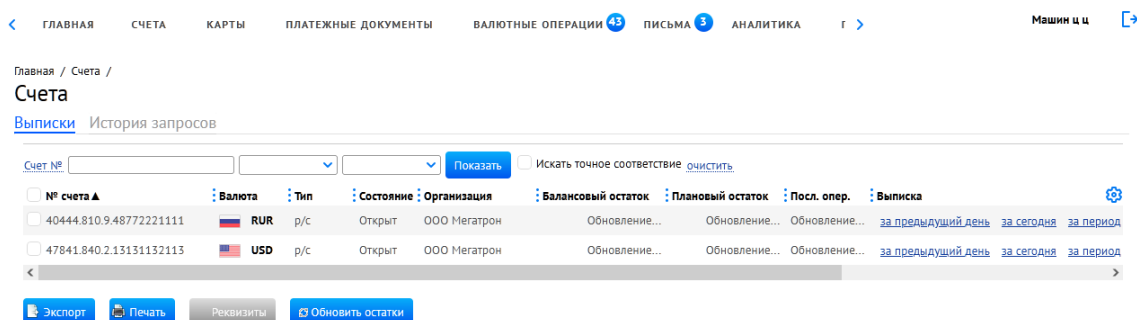 ГЛАВНАЯ СЧЕТА КАРТЫ ПЛАТЕЖНЫЕ ДОКУМЕНТЫ ВАЛЮТНЫЕ ОПЕРАЦИИ 43 ПИСЬМА 3 АНАЛИТИКА Машин ц ц
Главная / Счета /
Счета
Выписки История запросов
Счет № Показать Искать точное соответствие очистить
№ счета▲ Валюта Тип Состояние Организация Балансовый остаток Плановый остаток Посл. опер. Выписка
40444.810.9.48772221111 RUR р/с Открыт ООО Мегатрон Обновление... Обновление... Обновление... за предыдущий день за сегодня за период
47841.840.2.13131132113 USD р/с Открыт ООО Мегатрон Обновление... Обновление... Обновление... за предыдущий день за сегодня за период
Экспорт Печать Реквизиты Обновить остатки